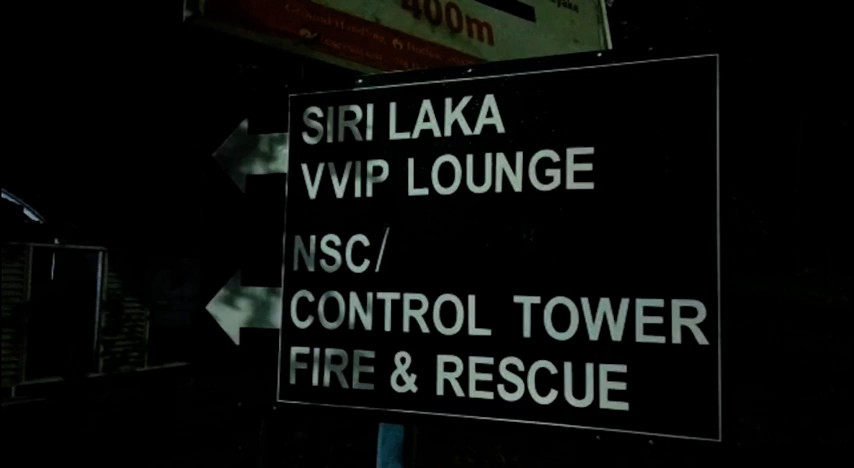 400m
SIRI LAKA
VVIP LOUNGE
NSC/
CONTROL TOWER
FIRE & RESCUE